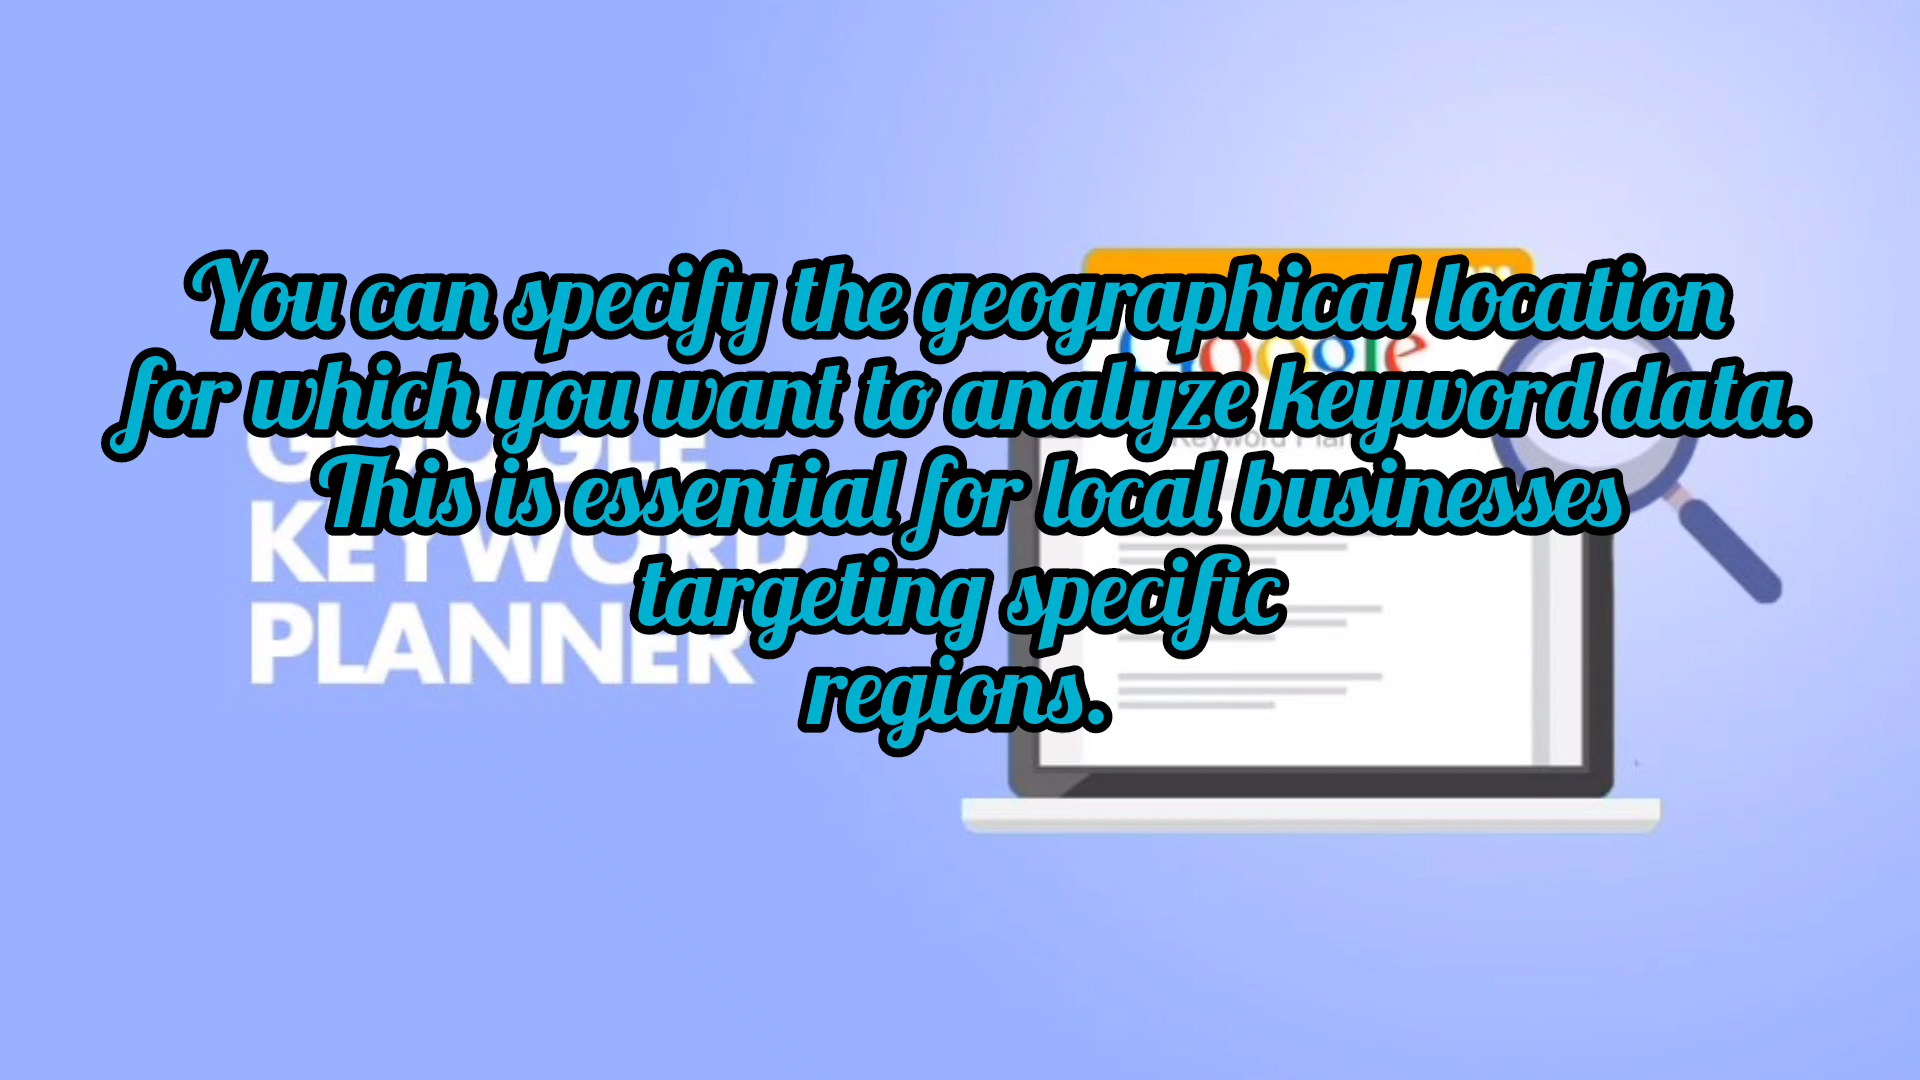 You can specify the geographical location
for which you want to analyze keyword data.
This is essential for local businesses
targeting specific
regions.
GOOGLE
KEYWORD
PLANNER
Google
Keyword